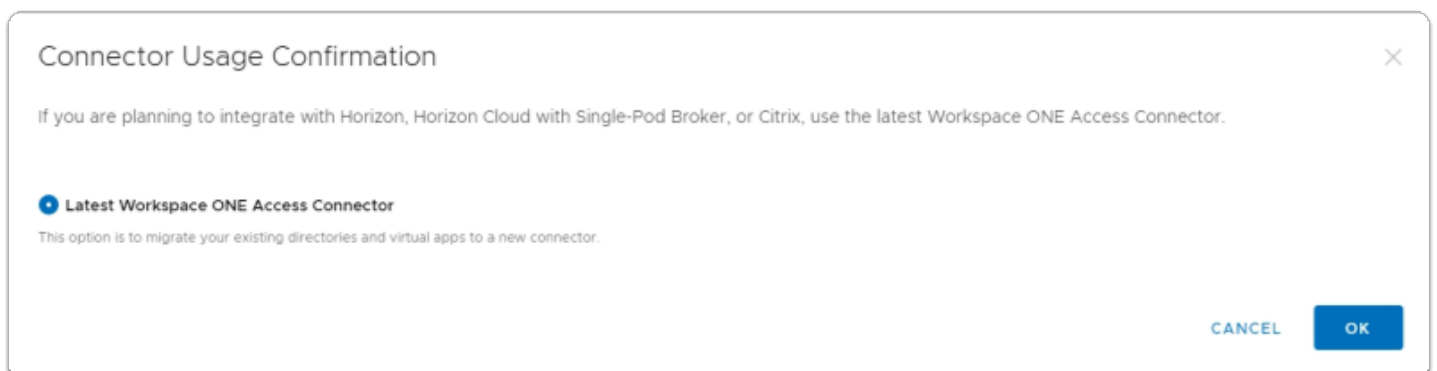 Connector Usage Confirmation
If you are planning to integrate with Horizon, Horizon Cloud with Single-Pod Broker, or Citrix, use the latest Workspace ONE Access Connector.
Latest Workspace ONE Access Connector
This option is to migrate your existing directories and virtual apps to a new connector.
CANCEL OK